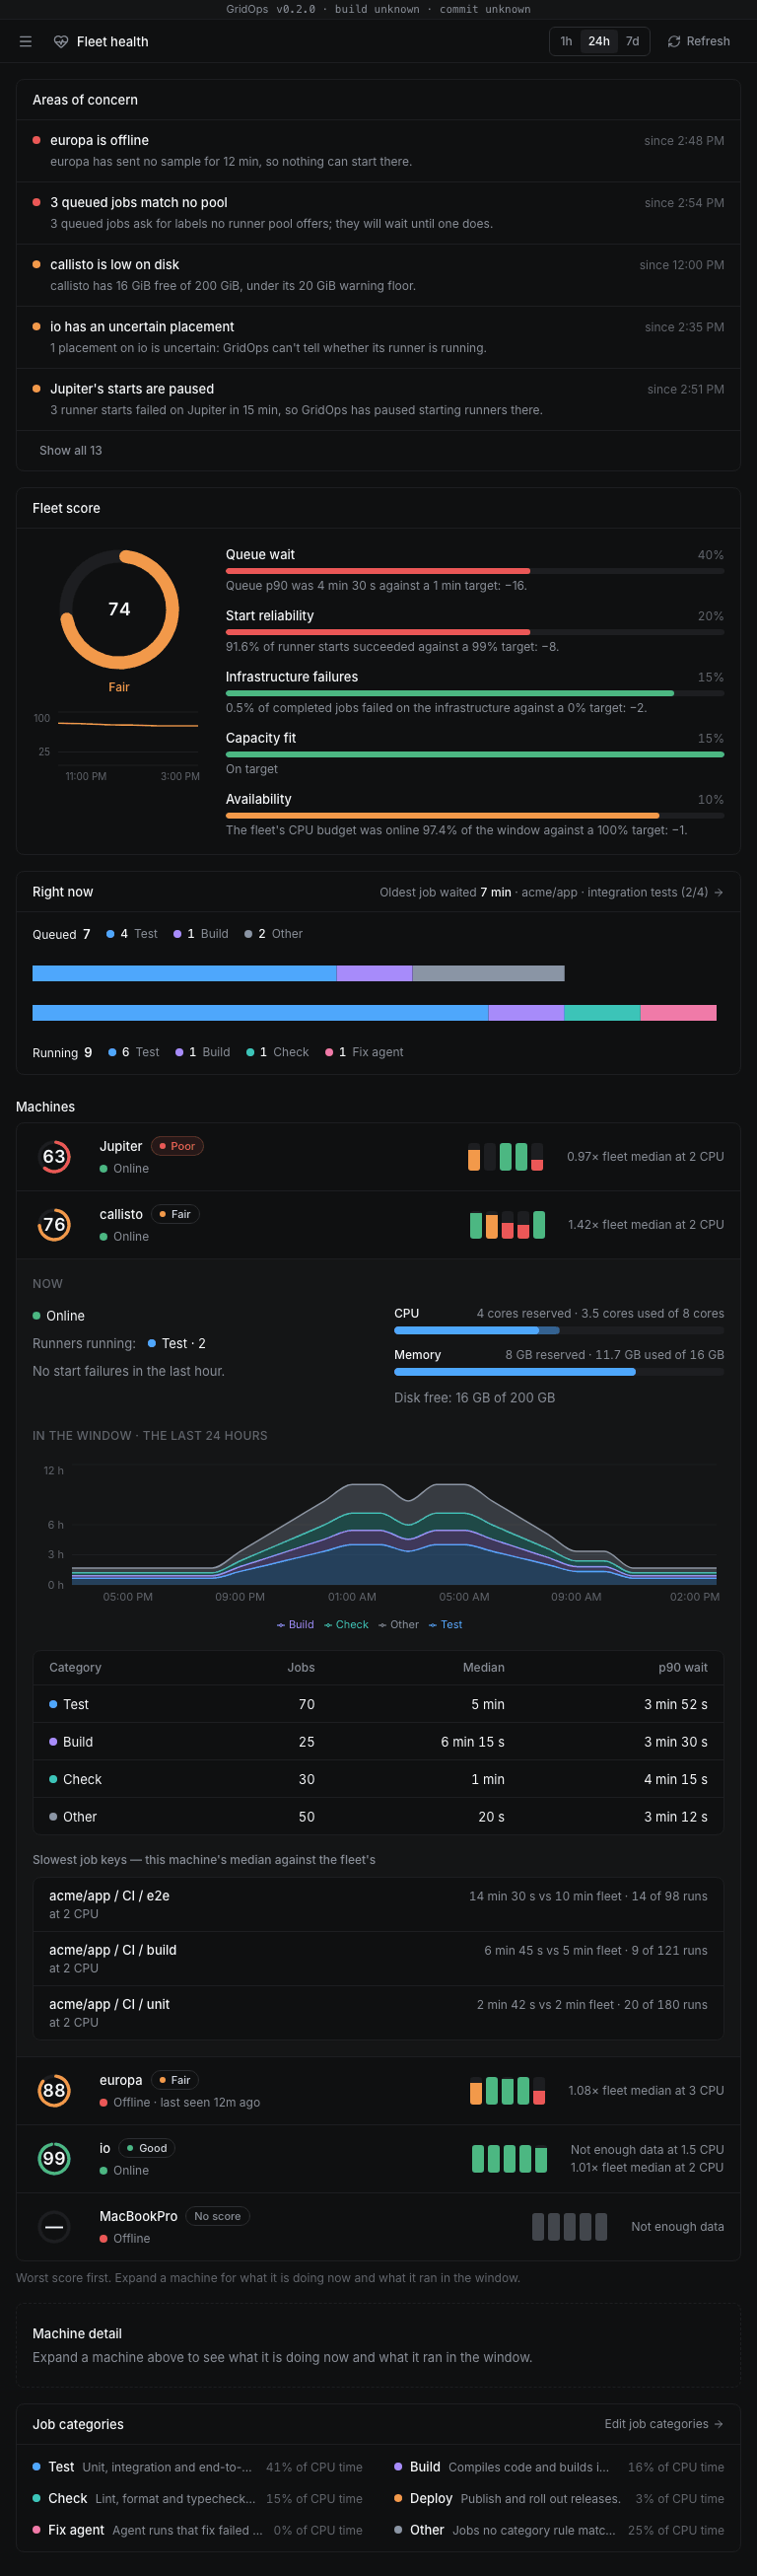 GridOps v0.2.0 · build unknown · commit unknown
Fleet health
1h 24h 7d Refresh
Areas of concern
europa is offline since 2:48 PM
europa has sent no sample for 12 min, so nothing can start there.
3 queued jobs match no pool since 2:54 PM
3 queued jobs ask for labels no runner pool offers; they will wait until one does.
callisto is low on disk since 12:00 PM
callisto has 16 GiB free of 200 GiB, under its 20 GiB warning floor.
io has an uncertain placement since 2:35 PM
1 placement on io is uncertain: GridOps can't tell whether its runner is running.
Jupiter's starts are paused since 2:51 PM
3 runner starts failed on Jupiter in 15 min, so GridOps has paused starting runners there.
Show all 13
Fleet score
74
Fair
100
25
11:00 PM 3:00 PM
Queue wait 40%
Queue p90 was 4 min 30 s against a 1 min target: −16.
Start reliability 20%
91.6% of runner starts succeeded against a 99% target: −8.
Infrastructure failures 15%
0.5% of completed jobs failed on the infrastructure against a 0% target: −2.
Capacity fit 15%
On target
Availability 10%
The fleet's CPU budget was online 97.4% of the window against a 100% target: −1.
Right now Oldest job waited 7 min · acme/app · integration tests (2/4) →
Queued 7 4 Test 1 Build 2 Other
Running 9 6 Test 1 Build 1 Check 1 Fix agent
Machines
63 Jupiter Poor
Online
0.97× fleet median at 2 CPU
76 callisto Fair
Online
1.42× fleet median at 2 CPU
NOW
Online
Runners running: Test · 2
No start failures in the last hour.
CPU 4 cores reserved · 3.5 cores used of 8 cores
Memory 8 GB reserved · 11.7 GB used of 16 GB
Disk free: 16 GB of 200 GB
IN THE WINDOW · THE LAST 24 HOURS
12 h
6 h
3 h
0 h
05:00 PM 09:00 PM 01:00 AM 05:00 AM 09:00 AM 02:00 PM
Build Check Other Test
Category Jobs Median p90 wait
Test 70 5 min 3 min 52 s
Build 25 6 min 15 s 3 min 30 s
Check 30 1 min 4 min 15 s
Other 50 20 s 3 min 12 s
Slowest job keys — this machine's median against the fleet's
acme/app / CI / e2e 14 min 30 s vs 10 min fleet · 14 of 98 runs
at 2 CPU
acme/app / CI / build 6 min 45 s vs 5 min fleet · 9 of 121 runs
at 2 CPU
acme/app / CI / unit 2 min 42 s vs 2 min fleet · 20 of 180 runs
at 2 CPU
88 europa Fair
Offline · last seen 12m ago
1.08× fleet median at 3 CPU
99 io Good
Online
Not enough data at 1.5 CPU
1.01× fleet median at 2 CPU
— MacBookPro No score
Offline
Not enough data
Worst score first. Expand a machine for what it is doing now and what it ran in the window.
Machine detail
Expand a machine above to see what it is doing now and what it ran in the window.
Job categories Edit job categories →
Test Unit, integration and end-to-... 41% of CPU time
Build Compiles code and builds i... 16% of CPU time
Check Lint, format and typecheck... 15% of CPU time
Deploy Publish and roll out releases. 3% of CPU time
Fix agent Agent runs that fix failed ... 0% of CPU time
Other Jobs no category rule matc... 25% of CPU time